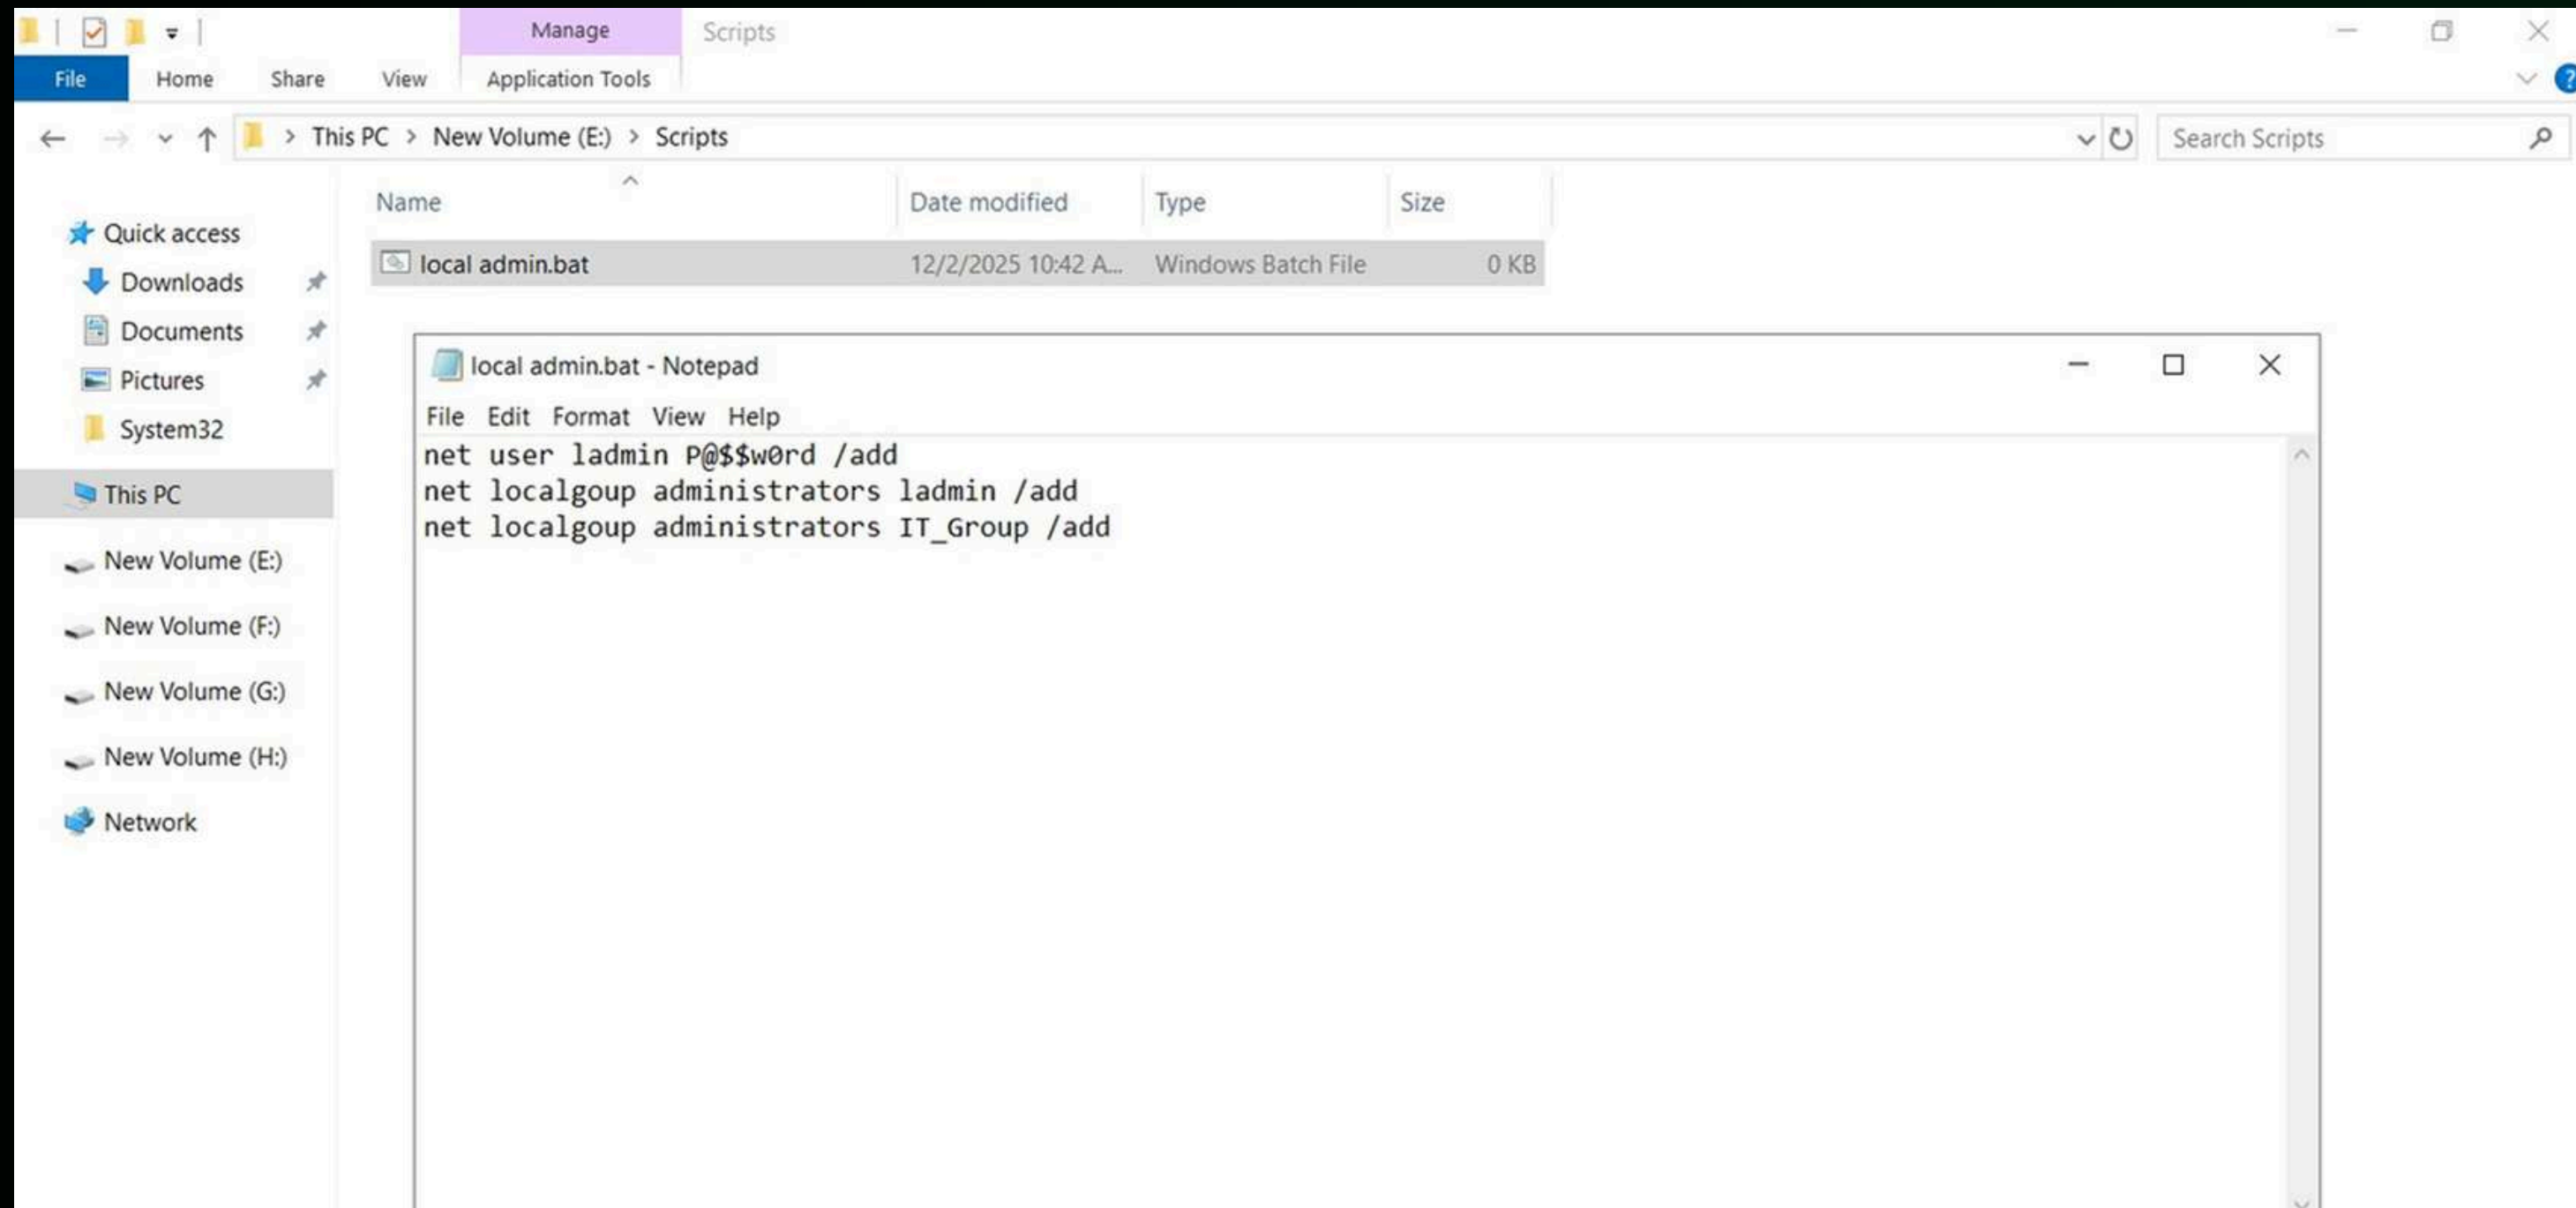 Manage
Scripts
File Home Share View Application Tools
> This PC > New Volume (E:) > Scripts
Search Scripts
Name Date modified Type Size
Quick access
local admin.bat 12/2/2025 10:42 A... Windows Batch File 0 KB
Downloads
Documents
Pictures
System32
This PC
New Volume (E:)
New Volume (F:)
New Volume (G:)
New Volume (H:)
Network
local admin.bat - Notepad
File Edit Format View Help
net user ladmin P@$$w0rd /add
net localgoup administrators ladmin /add
net localgoup administrators IT_Group /add